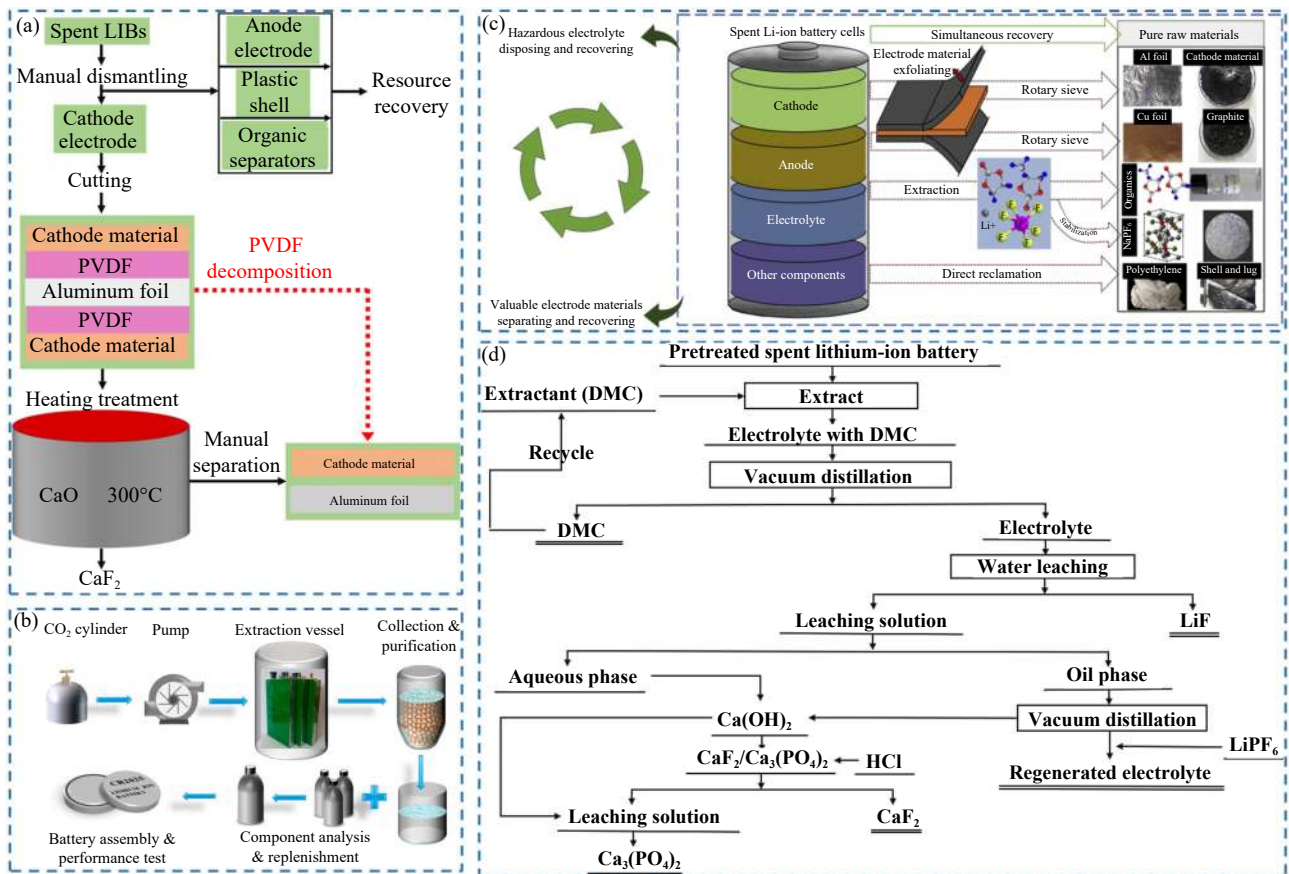 (a)
Spent LIBs
Manual dismantling
Cathode
electrode
Cutting
Anode
electrode
Plastic
shell
Organic
separators
Resource
recovery
Cathode material
PVDF
Aluminum foil
PVDF
Cathode material
PVDF
decomposition
Heating treatment
CaO 300°C
Manual
separation
Cathode material
Aluminum foil
CaF₂
(b)
CO₂ cylinder
Pump
Extraction vessel
Collection &
purification
CR2025
Battery assembly &
performance test
Component analysis
& replenishment
(c)
Hazardous electrolyte
disposing and recovering
Valuable electrode materials
separating and recovering
Spent Li-ion battery cells
Cathode
Anode
Electrolyte
Other components
Simultaneous recovery
Electrode material
exfoliating
Rotary sieve
Rotary sieve
Extraction
Li+
Stabilization
Direct reclamation
Pure raw materials
Al foil
Cathode material
Cu foil
Graphite
Organics
NaPF₆
Polyethylene
Shell and lug
(d)
Pretreated spent lithium-ion battery
Extractant (DMC)
Extract
Electrolyte with DMC
Recycle
Vacuum distillation
DMC
Electrolyte
Water leaching
Leaching solution
LiF
Aqueous phase
Oil phase
Ca(OH)₂
Vacuum distillation
CaF₂/Ca₃(PO₄)₂
HCl
LiPF₆
Regenerated electrolyte
Leaching solution
CaF₂
Ca₃(PO₄)₂